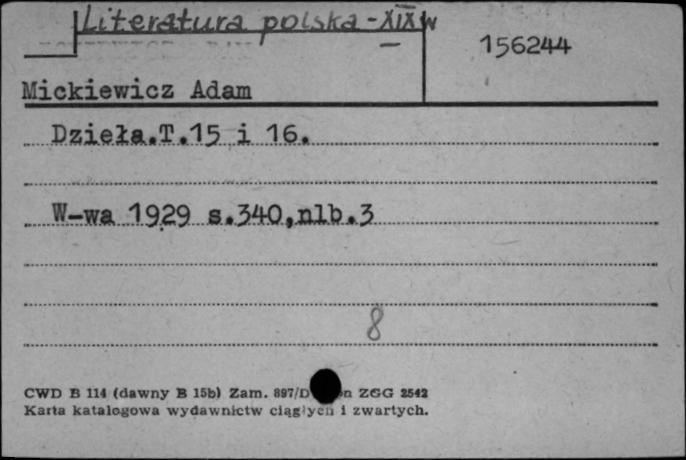 Literatura polska - XIX w
156244
Mickiewicz Adam
Dzieła.T.15 i 16.
W-wa 1929 s.340,nlb.3
8
CWD B 114 (dawny B 15b) Zam. 897/D ZGG 2542
Karta katalogowa wydawnictw ciągłych i zwartych.